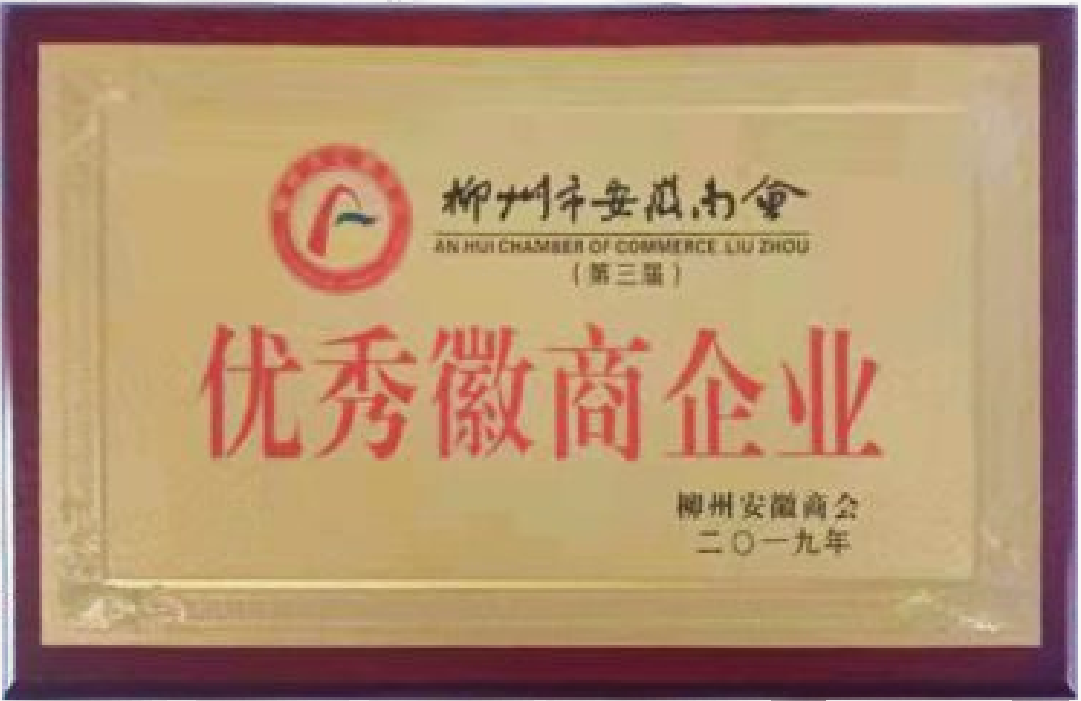 柳州市安徽商會
AN HUI CHAMBER OF COMMERCE LIU ZHOU
（第三届）
优秀徽商企业
柳州安徽商会
二〇一九年